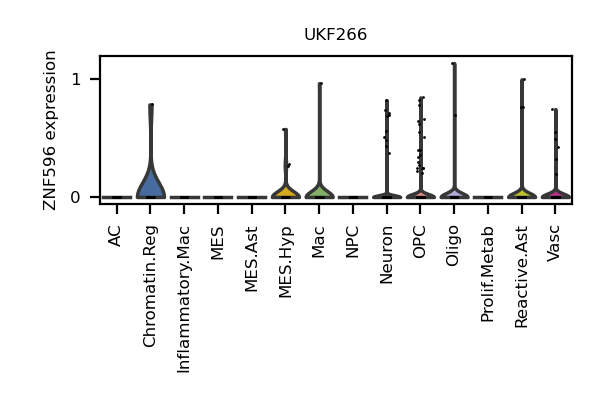 UKF266
ZNF596 expression
1
0
AC
Chromatin.Reg
Inflammatory.Mac
MES
MES.Ast
MES.Hyp
Mac
NPC
Neuron
OPC
Oligo
Prolif.Metab
Reactive.Ast
Vasc